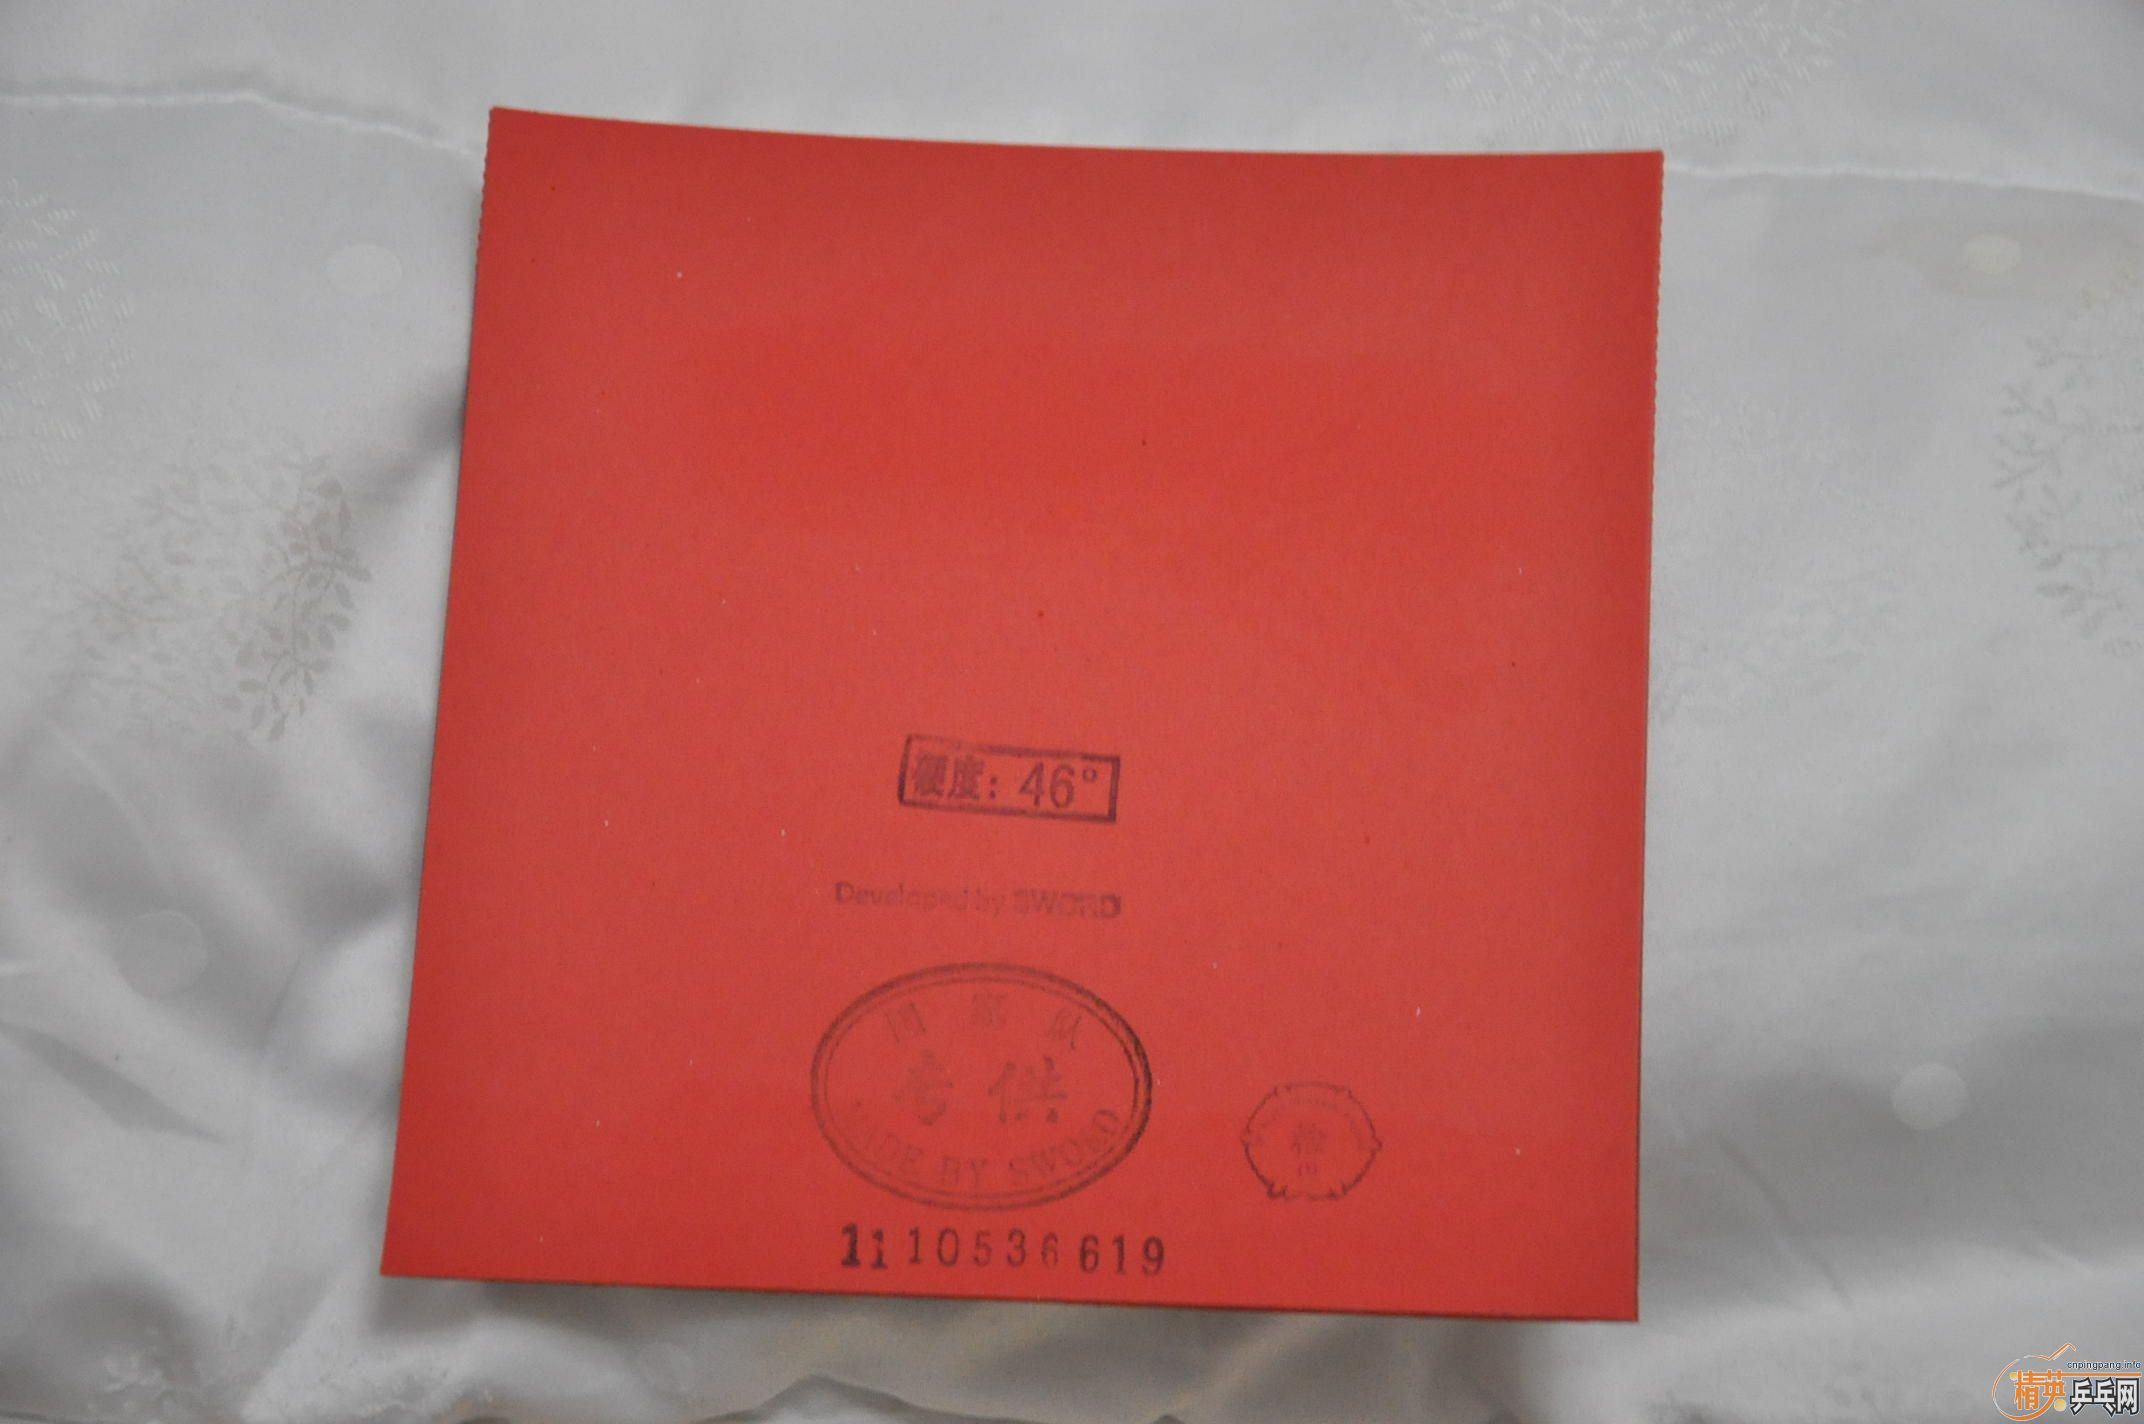 硬度：46°
Developed by SWORD
国家队
专供
MADE BY SWORD
检
1110536619
cnpingpang.info
精英乒乓网